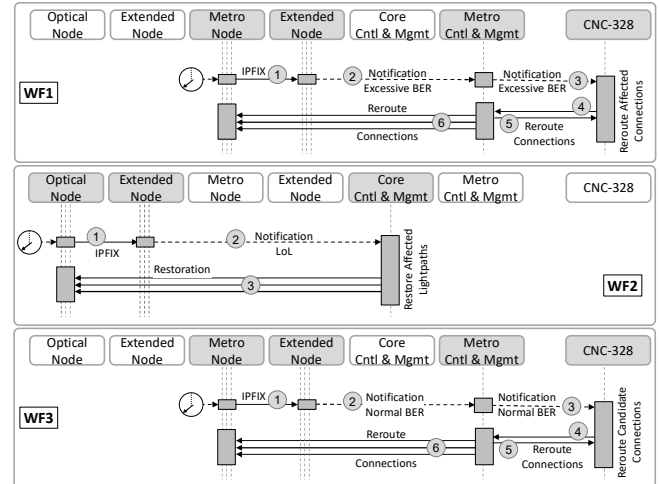 Optical Node
Extended Node
Metro Node
Extended Node
Core Cntl & Mgmt
Metro Cntl & Mgmt
CNC-328
WF1
IPFIX
1
2
Notification
Excessive BER
Notification
Excessive BER
3
Reroute
Connections
6
4
5
Reroute
Connections
Reroute Affected
Connections
Optical Node
Extended Node
Metro Node
Extended Node
Core Cntl & Mgmt
Metro Cntl & Mgmt
CNC-328
1
IPFIX
2
Notification
LoL
Restoration
3
Restore Affected
Lightpaths
WF2
Optical Node
Extended Node
Metro Node
Extended Node
Core Cntl & Mgmt
Metro Cntl & Mgmt
CNC-328
WF3
IPFIX
1
2
Notification
Normal BER
Notification
Normal BER
3
Reroute
Connections
6
4
5
Reroute
Connections
Reroute Candidate
Connections